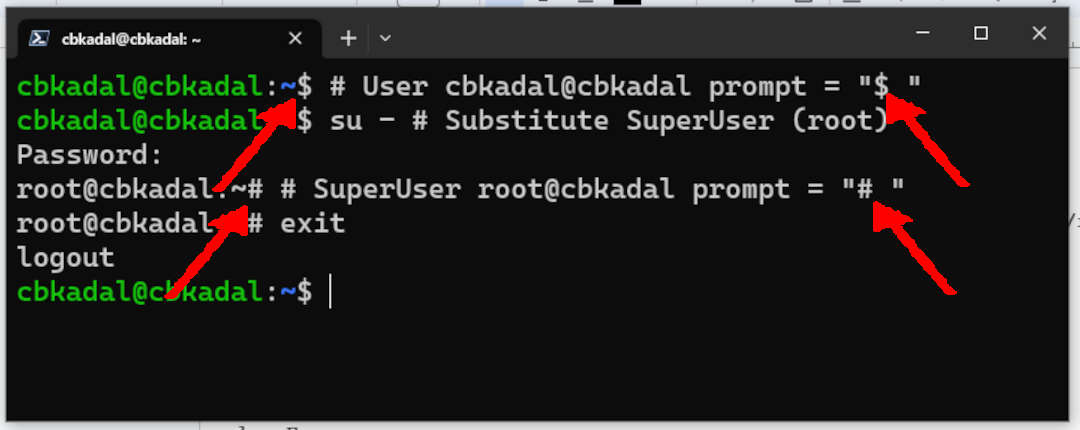 cbkadal@cbkadal: ~
cbkadal@cbkadal:~$ # User cbkadal@cbkadal prompt = "$ "
cbkadal@cbkadal $ su - # Substitute SuperUser (root)
Password:
root@cbkadal:~# # SuperUser root@cbkadal prompt = "# "
root@cbkadal # exit
logout
cbkadal@cbkadal:~$